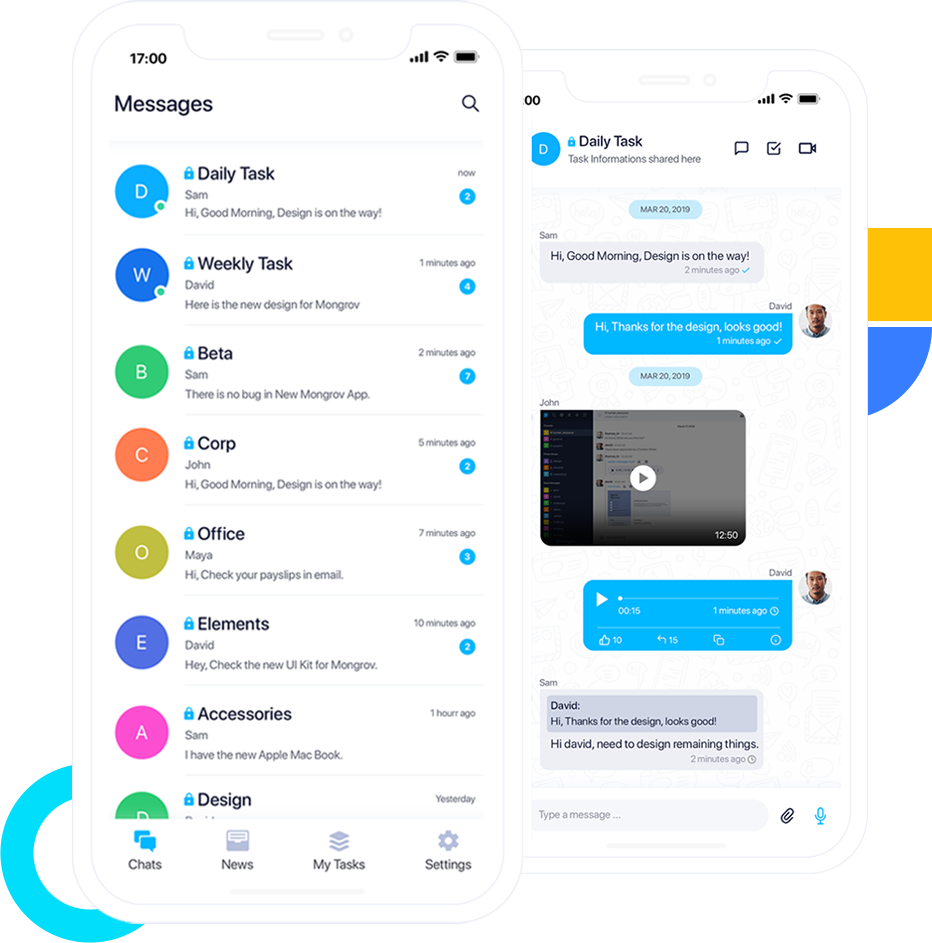 17:00
Messages
D
Daily Task
now
Sam
2
Hi, Good Morning, Design is on the way!
W
Weekly Task
1 minutes ago
David
4
Here is the new design for Mongrov
B
Beta
2 minutes ago
Sam
7
There is no bug in New Mongrov App.
C
Corp
5 minutes ago
John
2
Hi, Good Morning, Design is on the way!
O
Office
7 minutes ago
Maya
3
Hi, Check your payslips in email.
E
Elements
10 minutes ago
David
2
Hey, Check the new UI Kit for Mongrov.
A
Accessories
1 hourr ago
Sam
I have the new Apple Mac Book.
D
Design
Yesterday
Chats
News
My Tasks
Settings
:00
D
Daily Task
Task Informations shared here
MAR 20, 2019
Sam
Hi, Good Morning, Design is on the way!
2 minutes ago
David
Hi, Thanks for the design, looks good!
1 minutes ago
MAR 20, 2019
John
12:50
David
00:15
1 minutes ago
10
15
Sam
David:
Hi, Thanks for the design, looks good!
Hi david, need to design remaining things.
2 minutes ago
Type a message ...